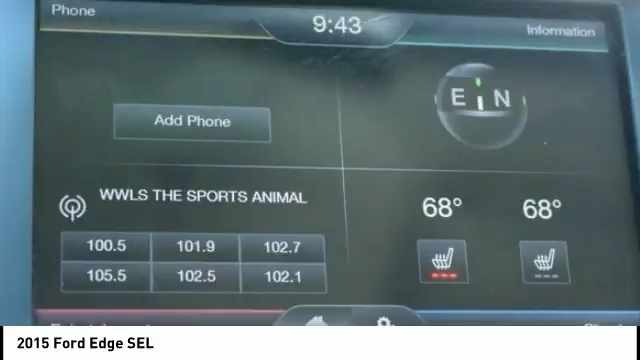 Phone
9:43
Information
Add Phone
E N
WWLS THE SPORTS ANIMAL
68° 68°
100.5 101.9 102.7
105.5 102.5 102.1
2015 Ford Edge SEL